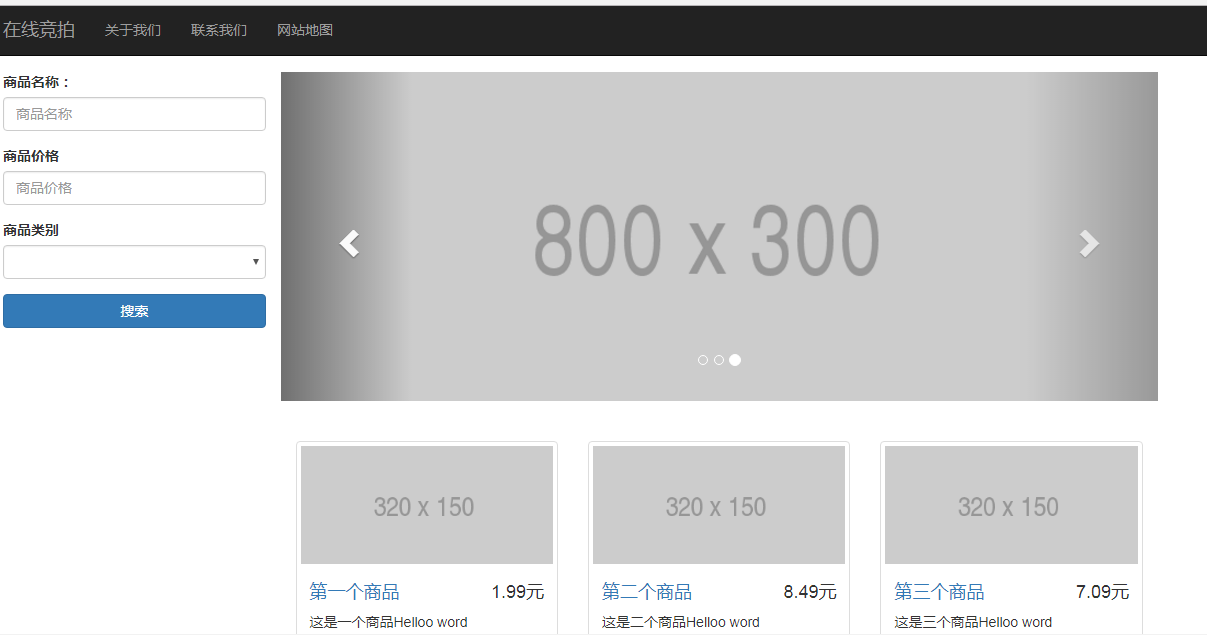 在线竞拍 关于我们 联系我们 网站地图
商品名称：
商品名称
商品价格
商品价格
商品类别
搜索
800 x 300
320 x 150 320 x 150 320 x 150
第一个商品 1.99元 第二个商品 8.49元 第三个商品 7.09元
这是一个商品Helloo word 这是二个商品Helloo word 这是三个商品Helloo word